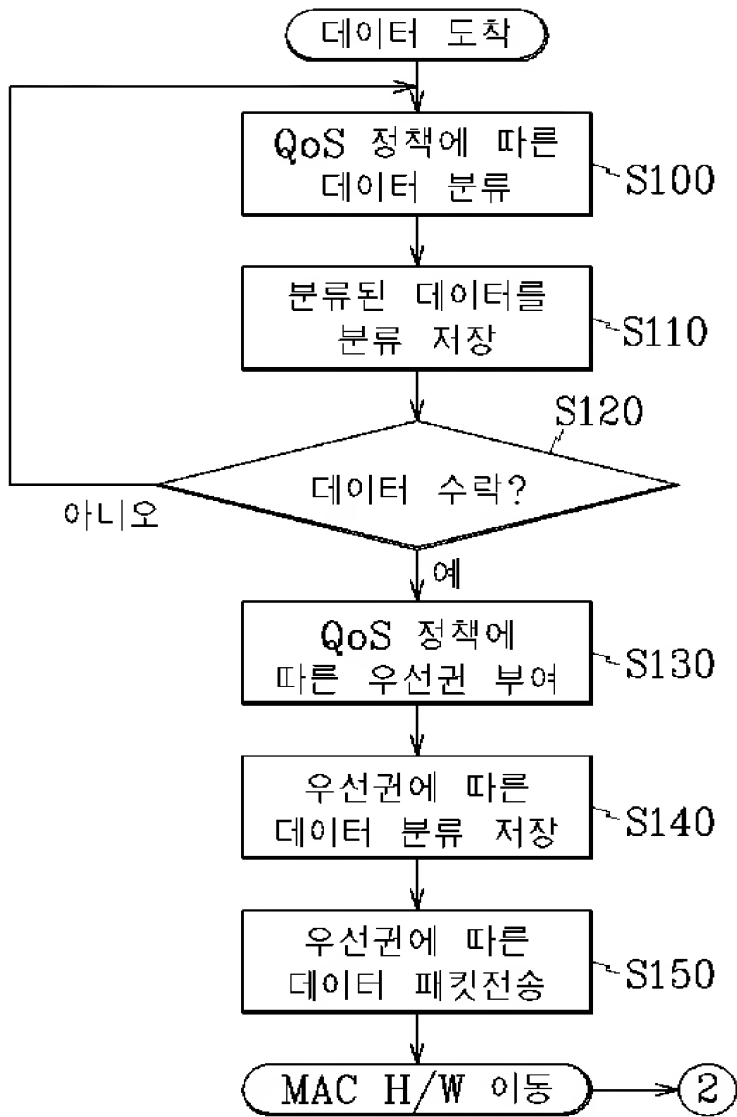 데이터 도착
QoS 정책에 따른
데이터 분류
S100
분류된 데이터를
분류 저장
S110
S120
데이터 수락?
아니오
예
QoS 정책에
따른 우선권 부여
S130
우선권에 따른
데이터 분류 저장
S140
우선권에 따른
데이터 패킷전송
S150
MAC H/W 이동
2